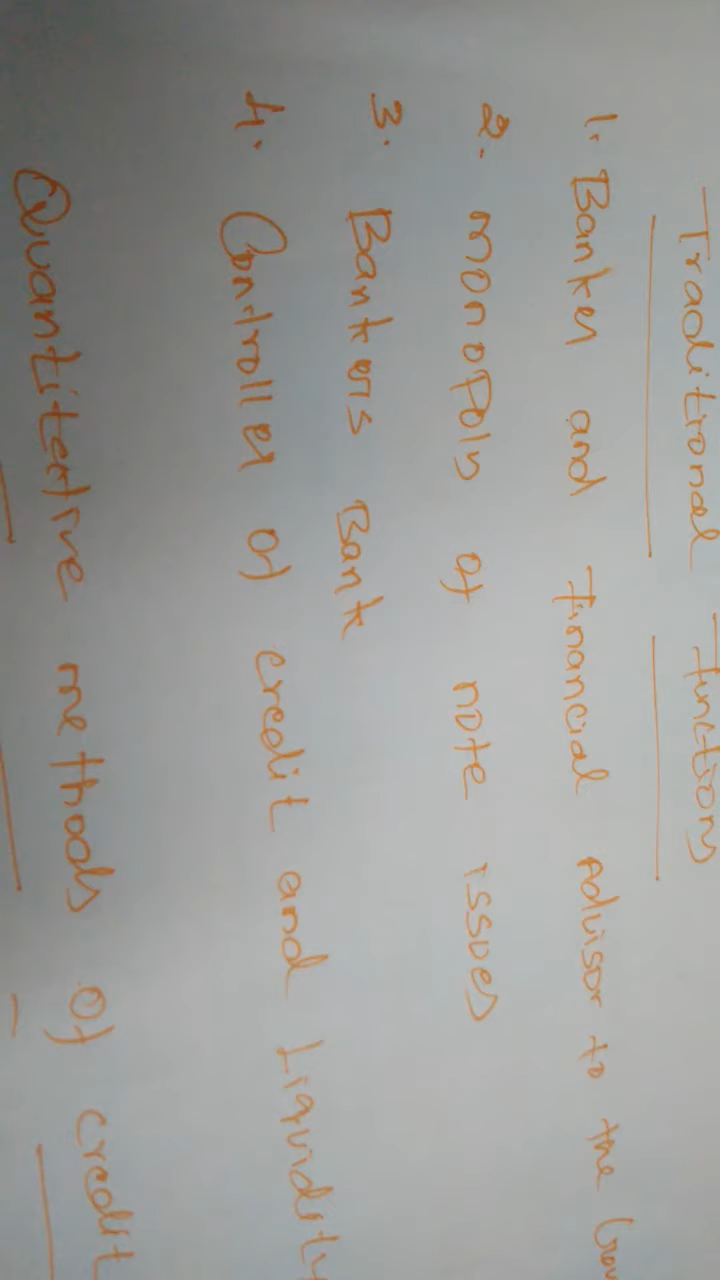 Traditional Functions
1. Banker and Financial Advisor to the Gov
2. monopoly of note issues
3. Bankers Bank
4. Controller of credit and Liquidity
Quantitative methods of credit